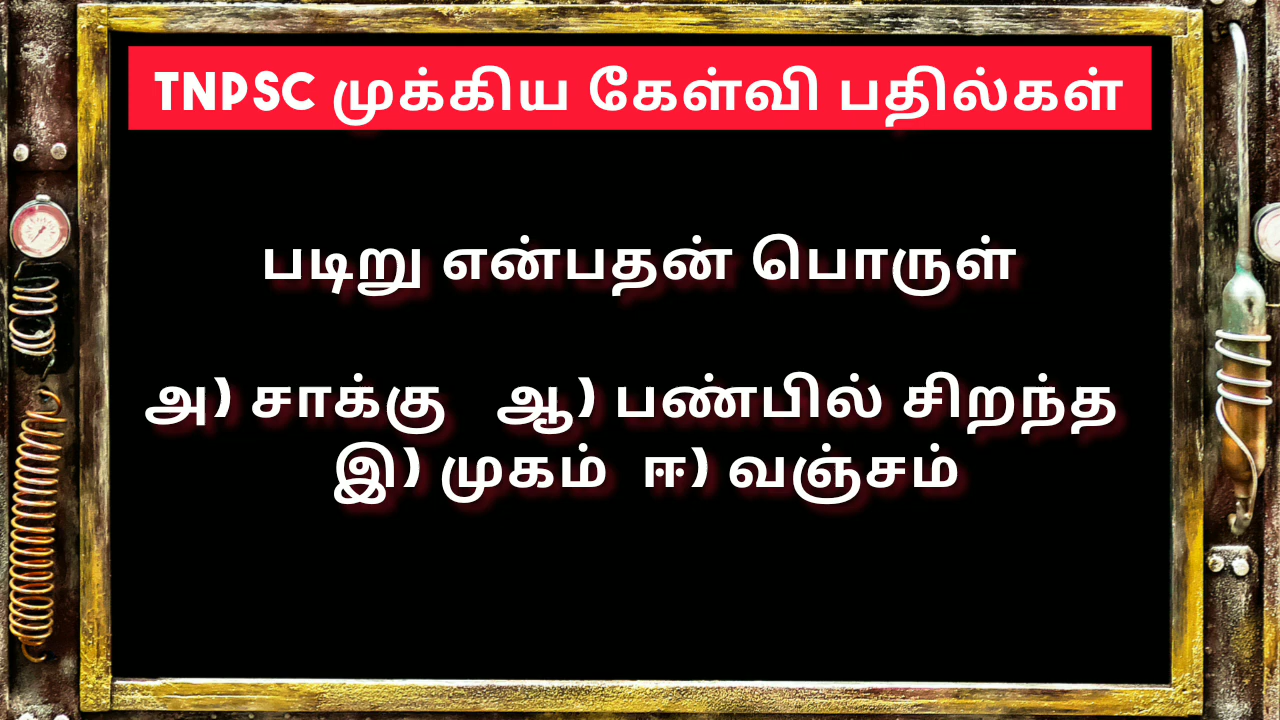 TNPSC முக்கிய கேள்வி பதில்கள்
படிறு என்பதன் பொருள்
அ) சாக்கு ஆ) பண்பில் சிறந்த
இ) முகம் ஈ) வஞ்சம்